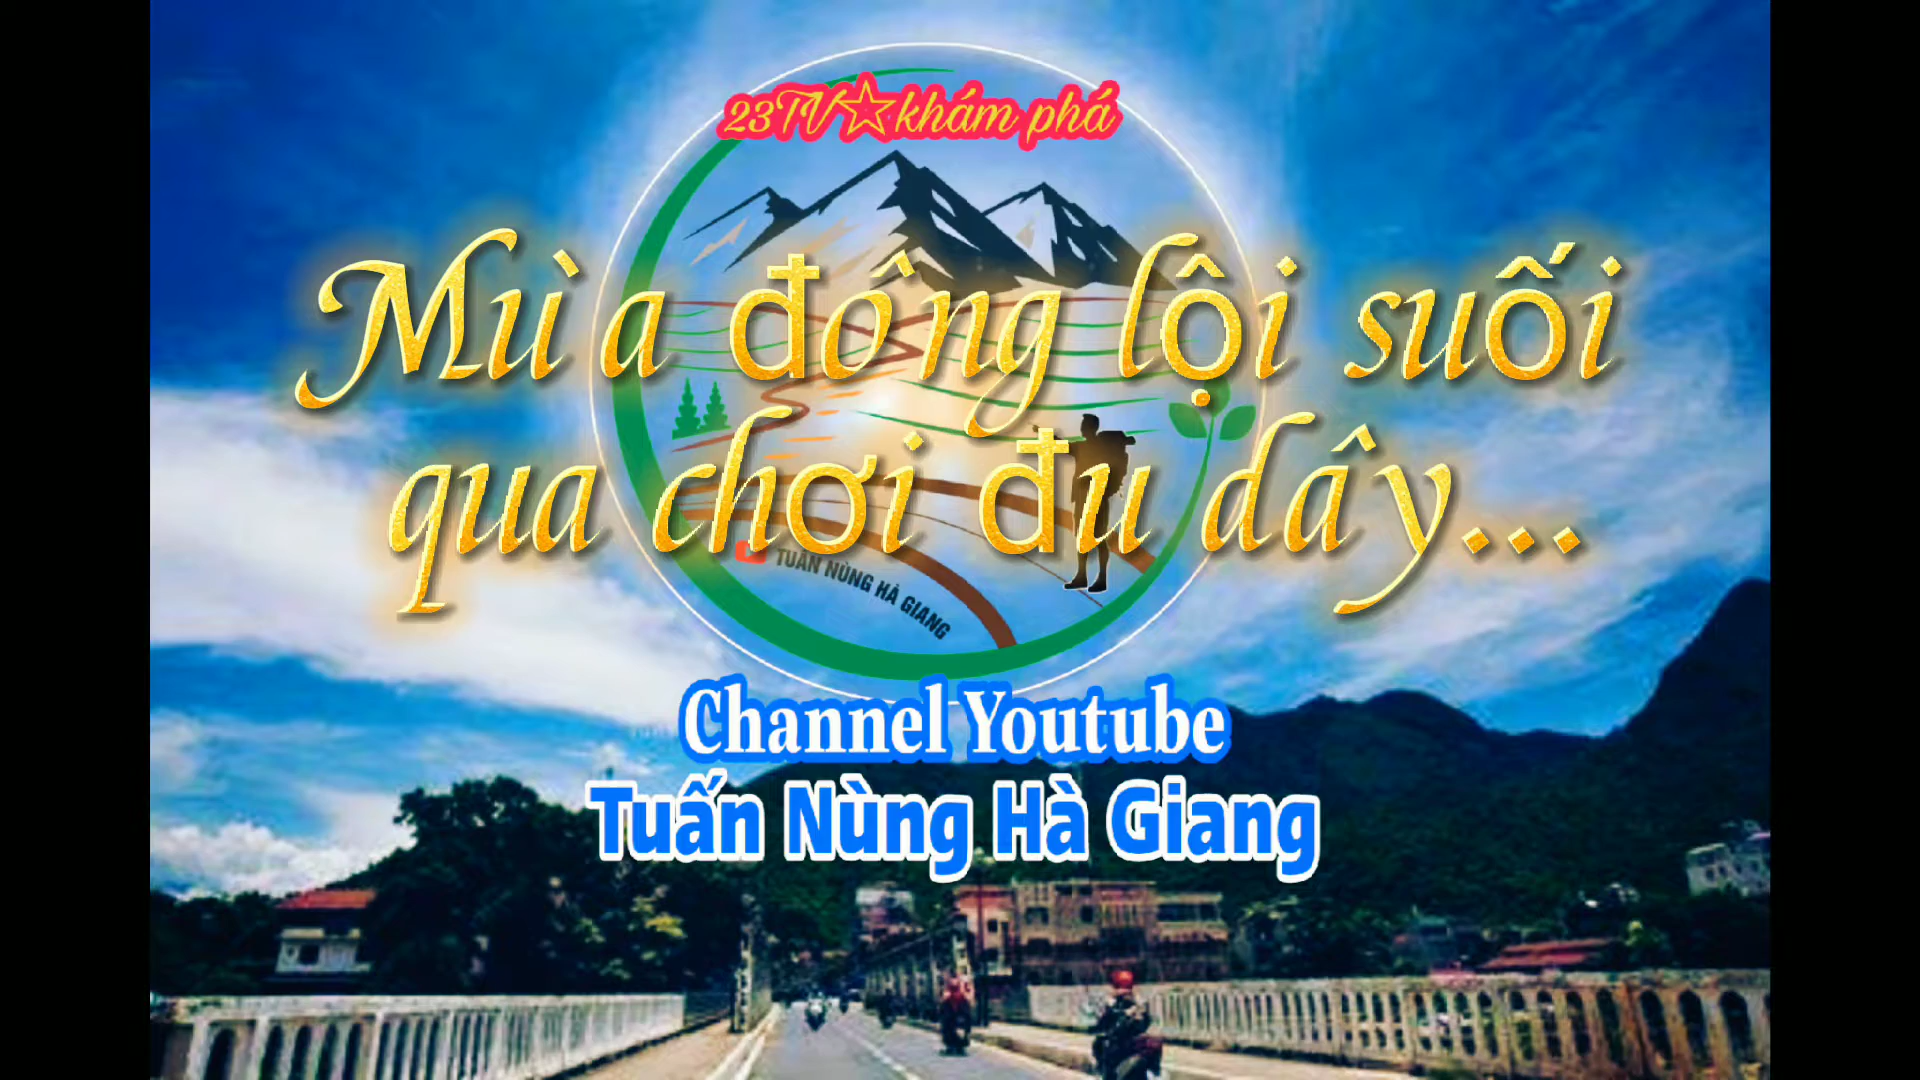 23TV☆khám phá
Mùa đông lội suối
qua chơi đu dây...
TUẤN NÙNG HÀ GIANG
Channel Youtube
Tuấn Nùng Hà Giang